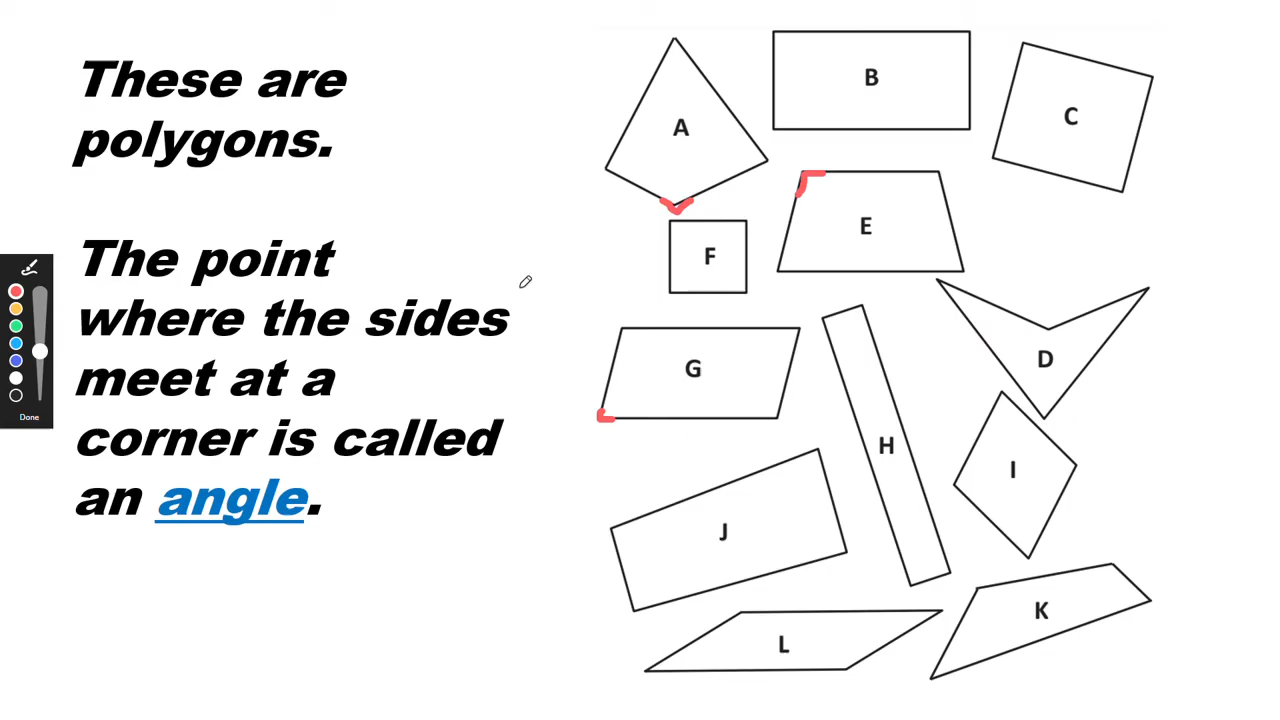 These are
polygons.
The point
where the sides
meet at a
corner is called
an angle.
Done
A
B
C
E
F
D
G
H
I
J
K
L